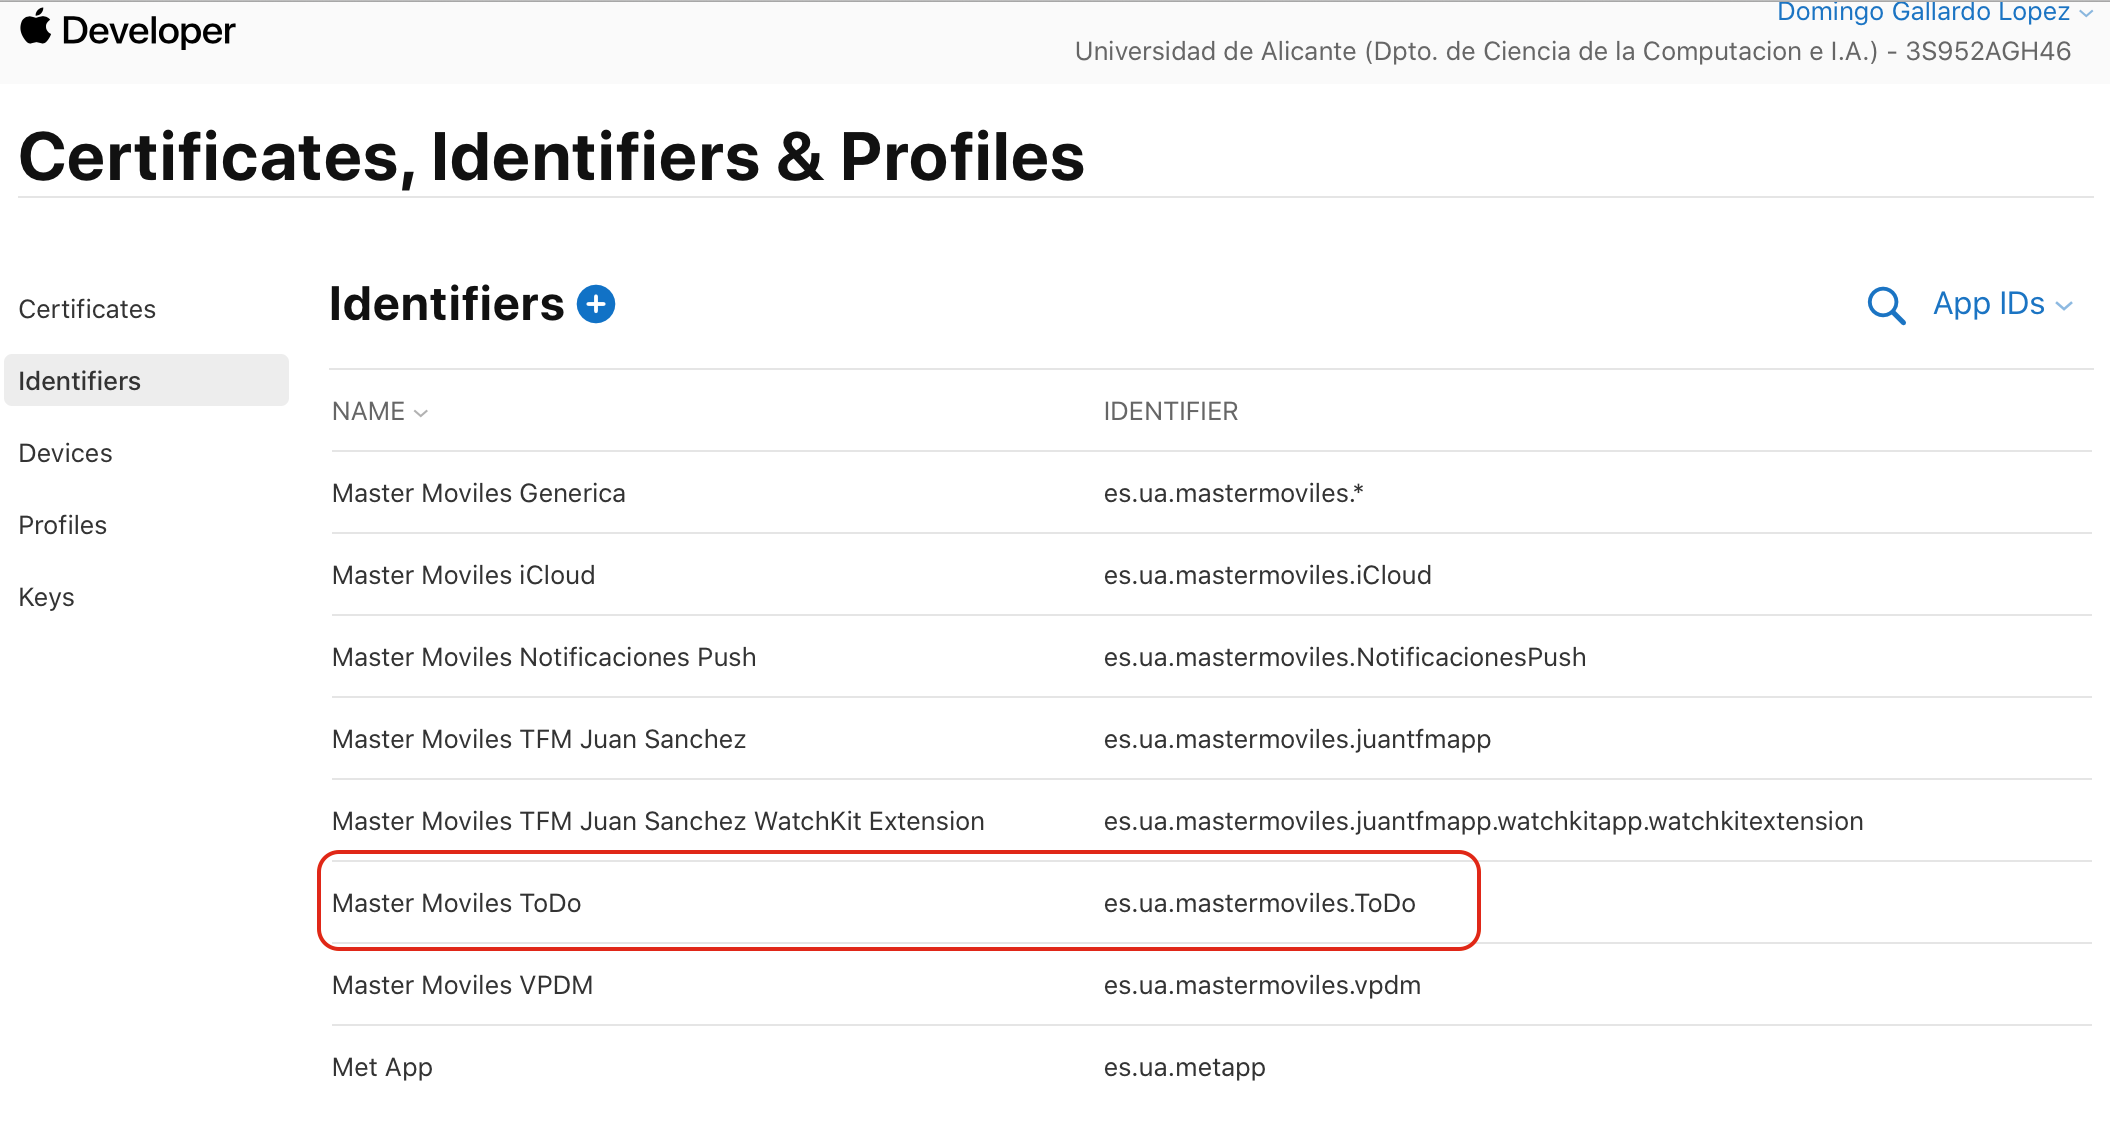 Developer
Domingo Gallardo Lopez
Universidad de Alicante (Dpto. de Ciencia de la Computacion e I.A.) - 3S952AGH46
Certificates, Identifiers & Profiles
Certificates
Identifiers
Devices
Profiles
Keys
Identifiers
App IDs
NAME IDENTIFIER
Master Moviles Generica es.ua.mastermoviles.*
Master Moviles iCloud es.ua.mastermoviles.iCloud
Master Moviles Notificaciones Push es.ua.mastermoviles.NotificacionesPush
Master Moviles TFM Juan Sanchez es.ua.mastermoviles.juantfmapp
Master Moviles TFM Juan Sanchez WatchKit Extension es.ua.mastermoviles.juantfmapp.watchkitapp.watchkitextension
Master Moviles ToDo es.ua.mastermoviles.ToDo
Master Moviles VPDM es.ua.mastermoviles.vpdm
Met App es.ua.metapp